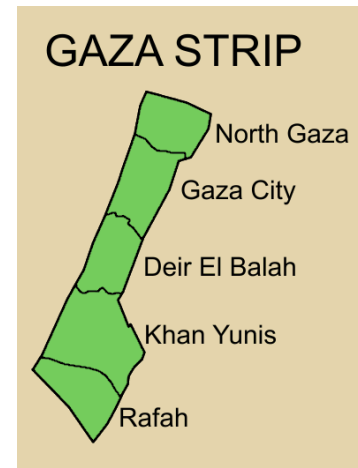 GAZA STRIP
North Gaza
Gaza City
Deir El Balah
Khan Yunis
Rafah